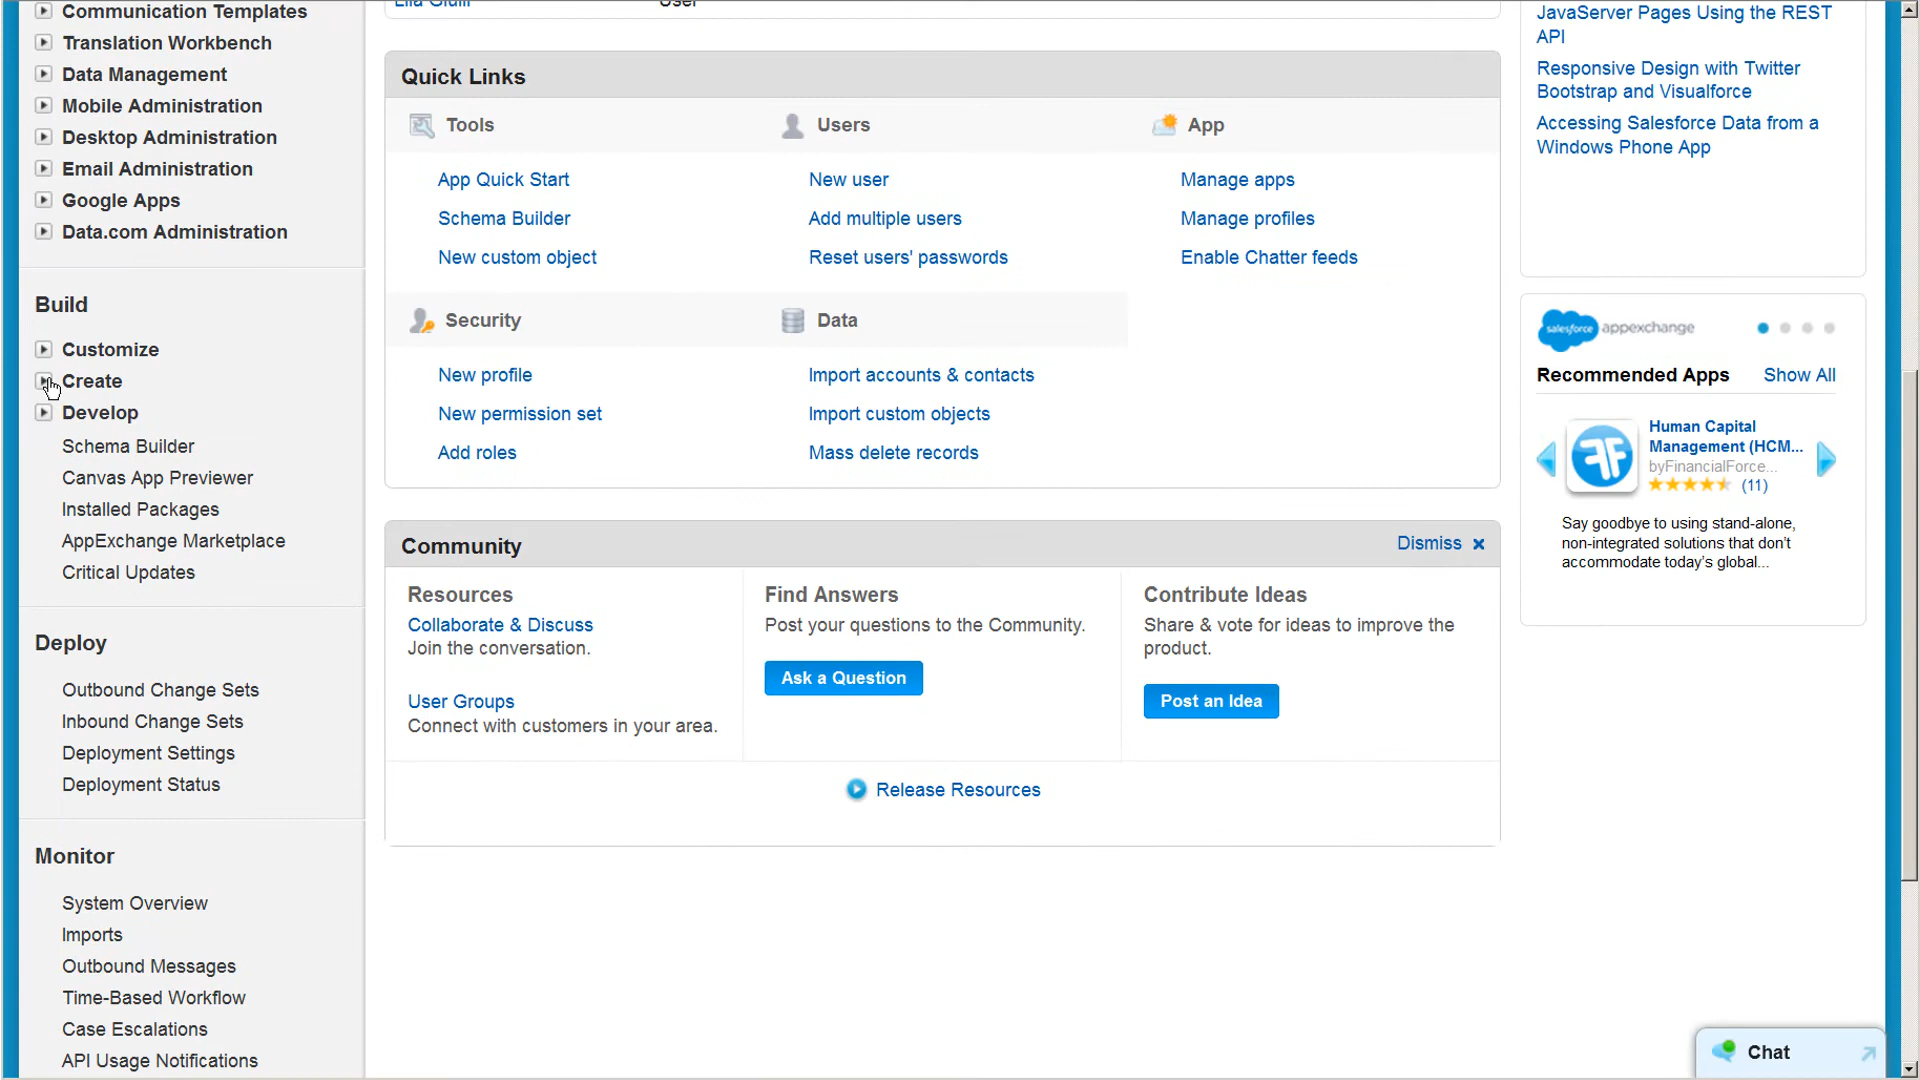 Communication Templates
Translation Workbench
Data Management
Mobile Administration
Desktop Administration
Email Administration
Google Apps
Data.com Administration
Build
Customize
Create
Develop
Schema Builder
Canvas App Previewer
Installed Packages
AppExchange Marketplace
Critical Updates
Deploy
Outbound Change Sets
Inbound Change Sets
Deployment Settings
Deployment Status
Monitor
System Overview
Imports
Outbound Messages
Time-Based Workflow
Case Escalations
API Usage Notifications
User
Quick Links
Tools
App Quick Start
Schema Builder
New custom object
Users
New user
Add multiple users
Reset users' passwords
App
Manage apps
Manage profiles
Enable Chatter feeds
Security
New profile
New permission set
Add roles
Data
Import accounts & contacts
Import custom objects
Mass delete records
Community
Dismiss
Resources
Collaborate & Discuss
Join the conversation.
User Groups
Connect with customers in your area.
Find Answers
Post your questions to the Community.
Ask a Question
Contribute Ideas
Share & vote for ideas to improve the
product.
Post an Idea
Release Resources
JavaServer Pages Using the REST
API
Responsive Design with Twitter
Bootstrap and Visualforce
Accessing Salesforce Data from a
Windows Phone App
salesforce appexchange
Recommended Apps Show All
Human Capital
Management (HCM...
byFinancialForce...
(11)
Say goodbye to using stand-alone,
non-integrated solutions that don't
accommodate today's global...
Chat